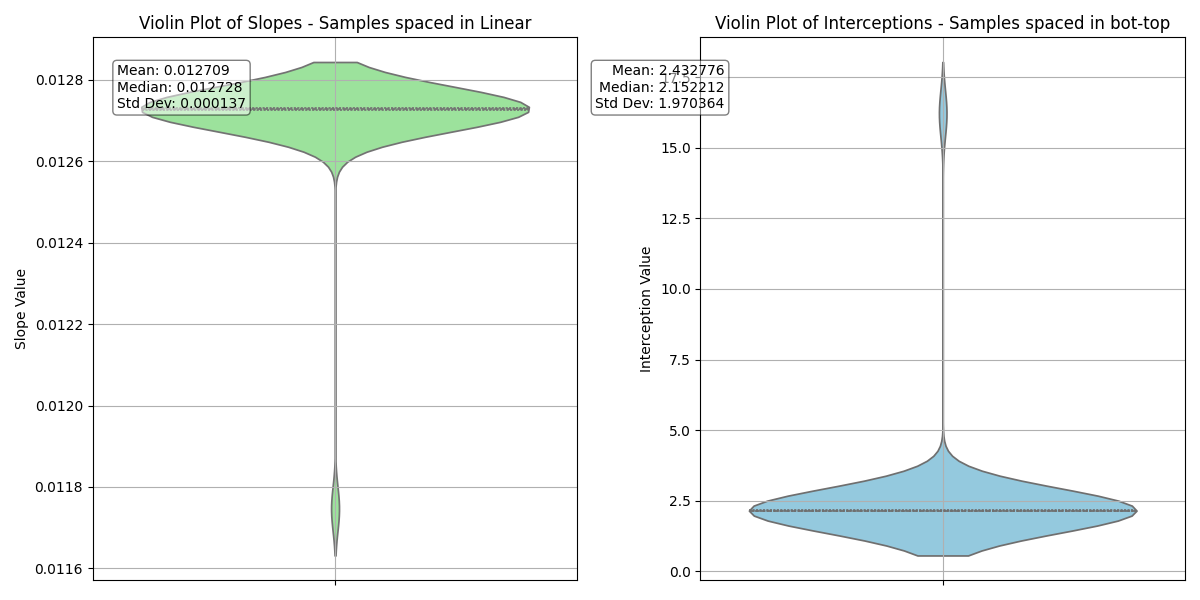 Violin Plot of Slopes - Samples spaced in Linear
Mean: 0.012709
Median: 0.012728
Std Dev: 0.000137
Slope Value
0.0128
0.0126
0.0124
0.0122
0.0120
0.0118
0.0116
Violin Plot of Interceptions - Samples spaced in bot-top
Mean: 2.432776
Median: 2.152212
Std Dev: 1.970364
Interception Value
17.5
15.0
12.5
10.0
7.5
5.0
2.5
0.0